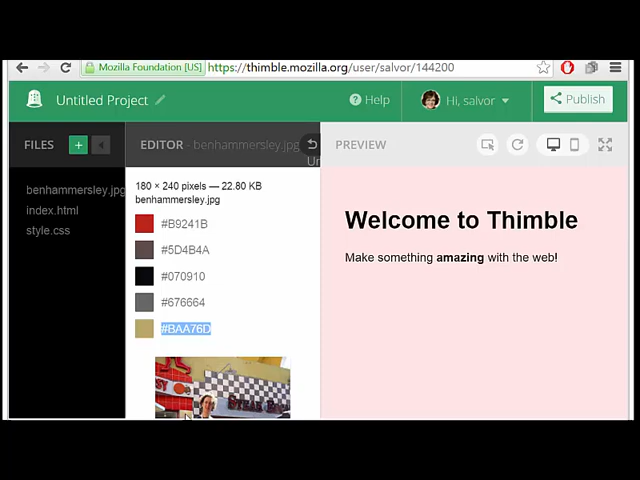 Mozilla Foundation [US] https://thimble.mozilla.org/user/salvor/144200
Untitled Project Help Hi, salvor Publish
FILES EDITOR - benhammersley.jpg PREVIEW
Un
benhammersley.jpg
index.html
style.css
180 × 240 pixels — 22.80 KB
benhammersley.jpg
#B9241B
#5D4B4A
#070910
#676664
#BAA76D
STEAK
Welcome to Thimble
Make something amazing with the web!